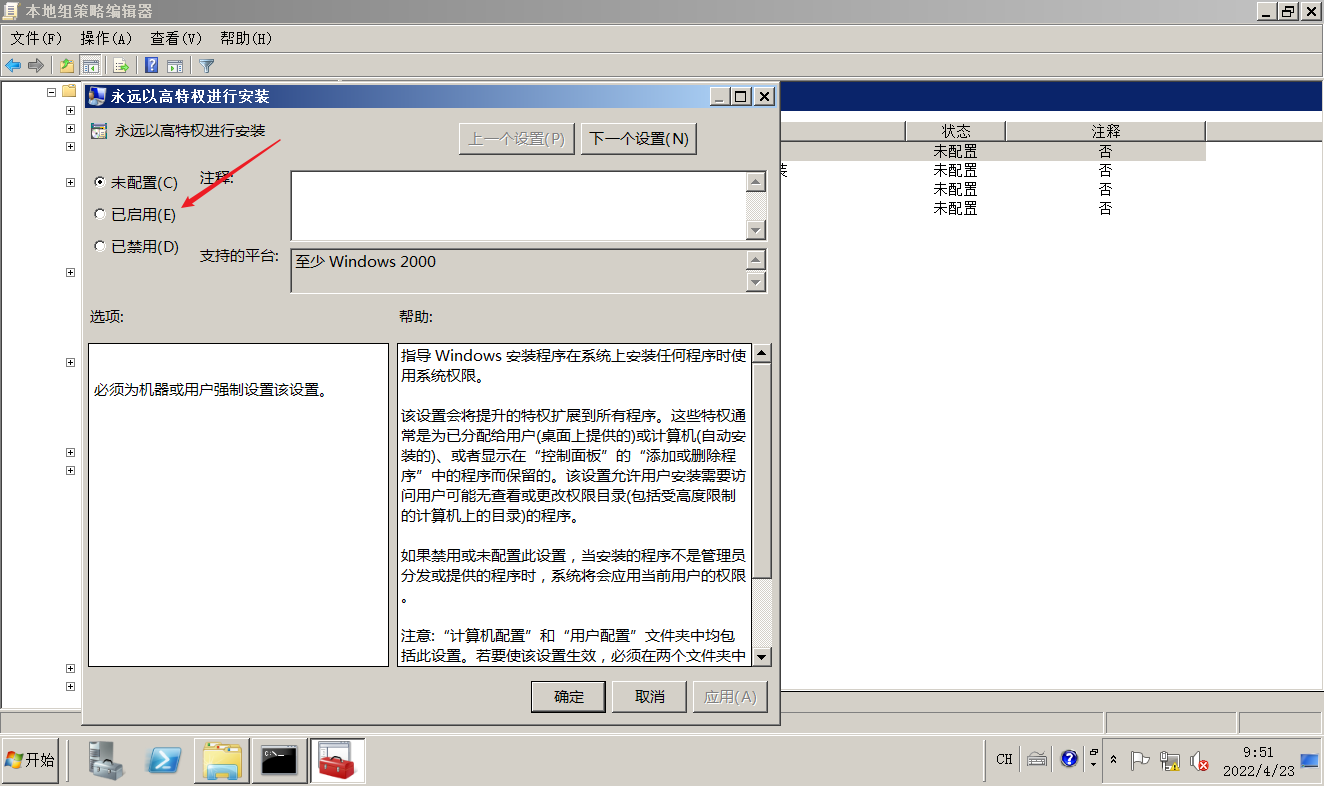 本地组策略编辑器
文件(F) 操作(A) 查看(V) 帮助(H)
永远以高特权进行安装
永远以高特权进行安装
上一个设置(P) 下一个设置(N)
未配置(C) 注释:
已启用(E)
已禁用(D)
支持的平台: 至少 Windows 2000
选项: 帮助:
必须为机器或用户强制设置该设置。
指导 Windows 安装程序在系统上安装任何程序时使
用系统权限。
该设置会将提升的特权扩展到所有程序。这些特权通
常是为已分配给用户(桌面上提供的)或计算机(自动安
装的)、或者显示在“控制面板”的“添加或删除程
序”中的程序而保留的。该设置允许用户安装需要访
问用户可能无查看或更改权限目录(包括受高度限制
的计算机上的目录)的程序。
如果禁用或未配置此设置，当安装的程序不是管理员
分发或提供的程序时，系统将会应用当前用户的权限
。
注意:“计算机配置”和“用户配置”文件夹中均包
括此设置。若要使该设置生效，必须在两个文件夹中
确定 取消 应用(A)
状态 注释
未配置 否
装 未配置 否
未配置 否
未配置 否
开始
CH
9:51
2022/4/23